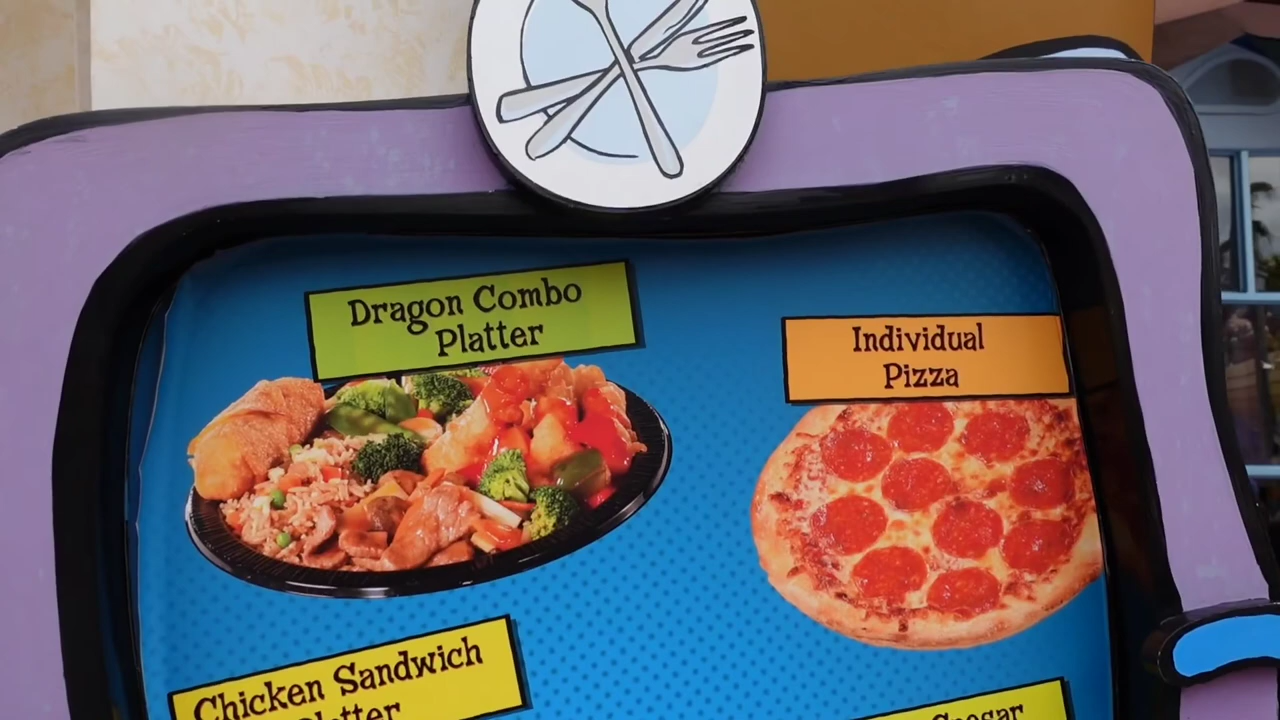 Dragon Combo
Platter
Individual
Pizza
Chicken Sandwich
Platter
Caesar